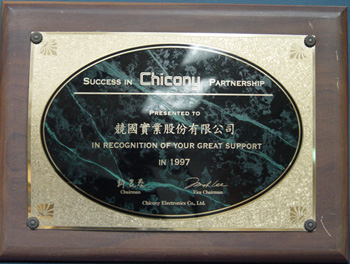 SUCCESS IN Chicony PARTNERSHIP
PRESENTED TO
競國實業股份有限公司
IN RECOGNITION OF YOUR GREAT SUPPORT
IN 1997
Chairman
Vice Chairman
Chicony Electronics Co., Ltd.